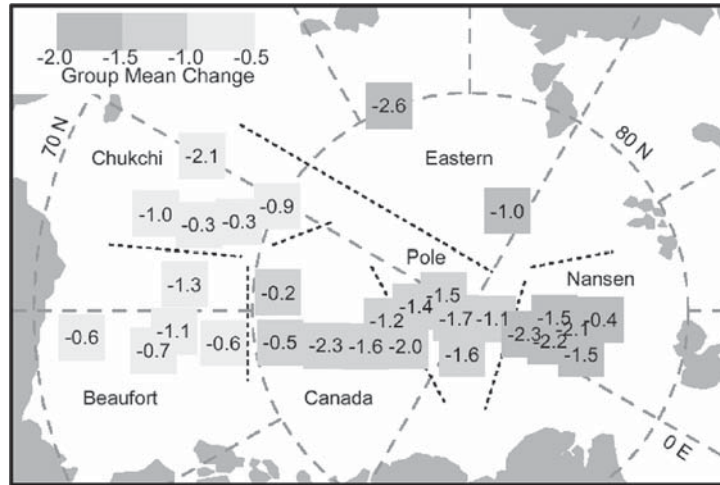 -2.0 -1.5 -1.0 -0.5
Group Mean Change
-2.6
70 N
80 N
Chukchi
-2.1
Eastern
-1.0 -0.3 -0.3 -0.9
-1.0
Pole
Nansen
-1.3
-0.2
-1.2 -1.4 -1.5 -1.7 -1.1
-2.3 -1.5 -2.2 -2.1 -0.4
-1.5
-0.6
-0.7 -1.1 -0.6
-0.5 -2.3 -1.6 -2.0
-1.6
Beaufort
Canada
0 E